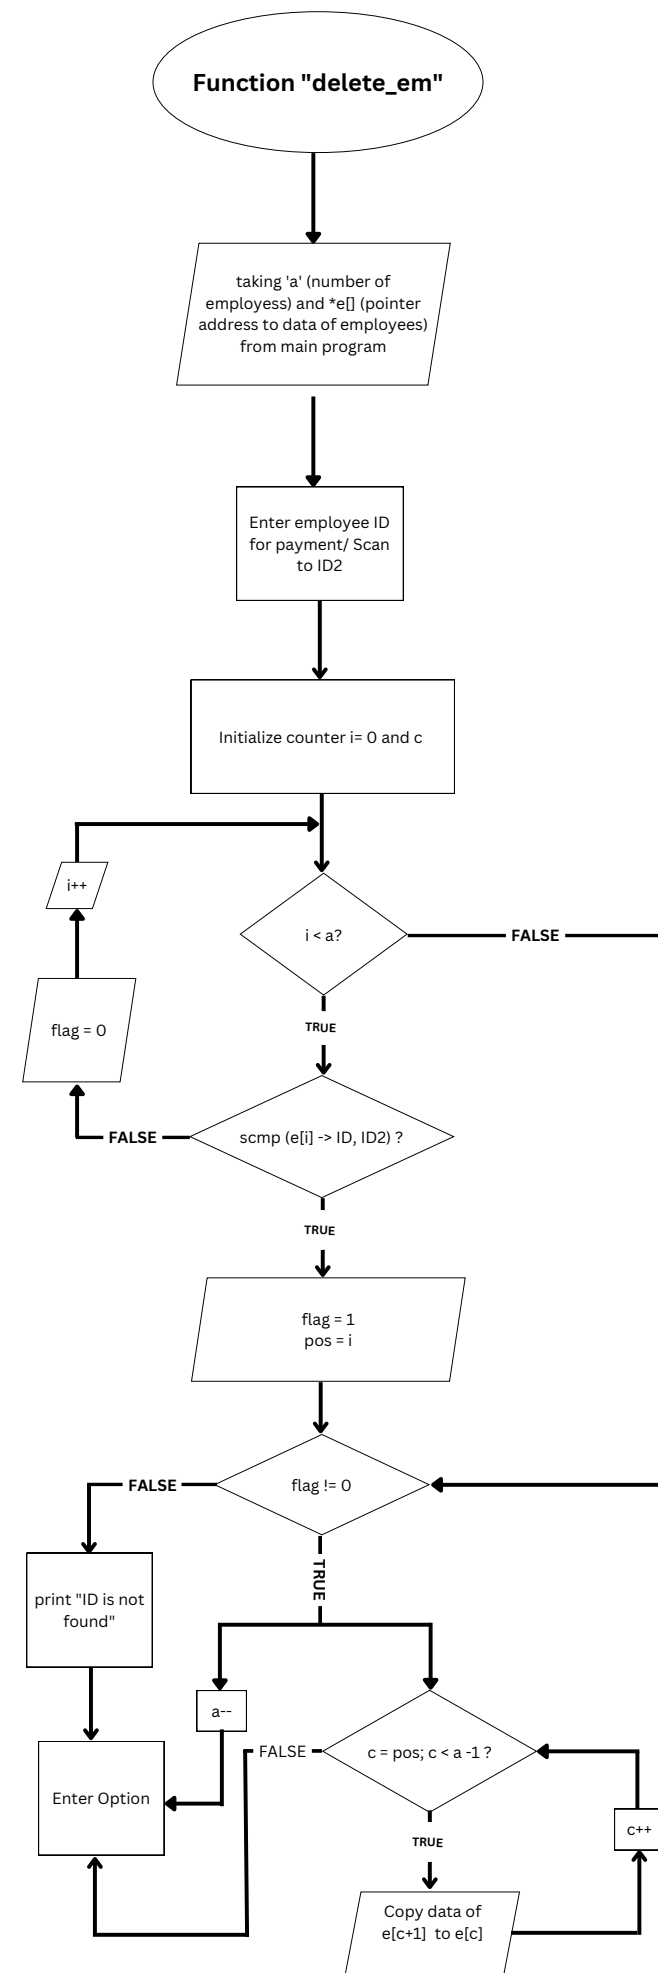 Function "delete_em"
taking 'a' (number of
employess) and *e[] (pointer
address to data of employees)
from main program
Enter employee ID
for payment/ Scan
to ID2
Initialize counter i= 0 and c
i++
i < a?
FALSE
flag = 0
TRUE
FALSE
scmp (e[i] -> ID, ID2) ?
TRUE
flag = 1
pos = i
FALSE
flag != 0
TRUE
print "ID is not
found"
a--
Enter Option
FALSE
c = pos; c < a -1 ?
TRUE
c++
Copy data of
e[c+1] to e[c]